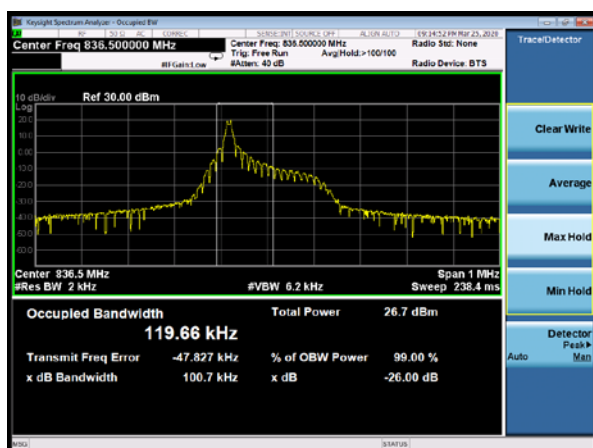 Keysight Spectrum Analyzer - Occupied BW
RF 50 Ω AC CORREC SENSE:INT SOURCE OFF ALIGN AUTO 09:14:52 PM Mar 25, 2020
Center Freq 836.500000 MHz
Center Freq: 836.500000 MHz
Radio Std: None
Trig: Free Run Avg|Hold:>100/100
#IFGain:Low #Atten: 40 dB
Radio Device: BTS
Trace/Detector
10 dB/div Ref 30.00 dBm
Log
20.0
10.0
0.00
Clear Write
Average
Max Hold
Min Hold
Center 836.5 MHz
Span 1 MHz
#Res BW 2 kHz
#VBW 6.2 kHz
Sweep 238.4 ms
Occupied Bandwidth
Total Power 26.7 dBm
119.66 kHz
Transmit Freq Error -47.827 kHz
% of OBW Power 99.00 %
x dB Bandwidth 100.7 kHz
x dB -26.00 dB
Detector
Peak▶
Auto Man
MSG
STATUS